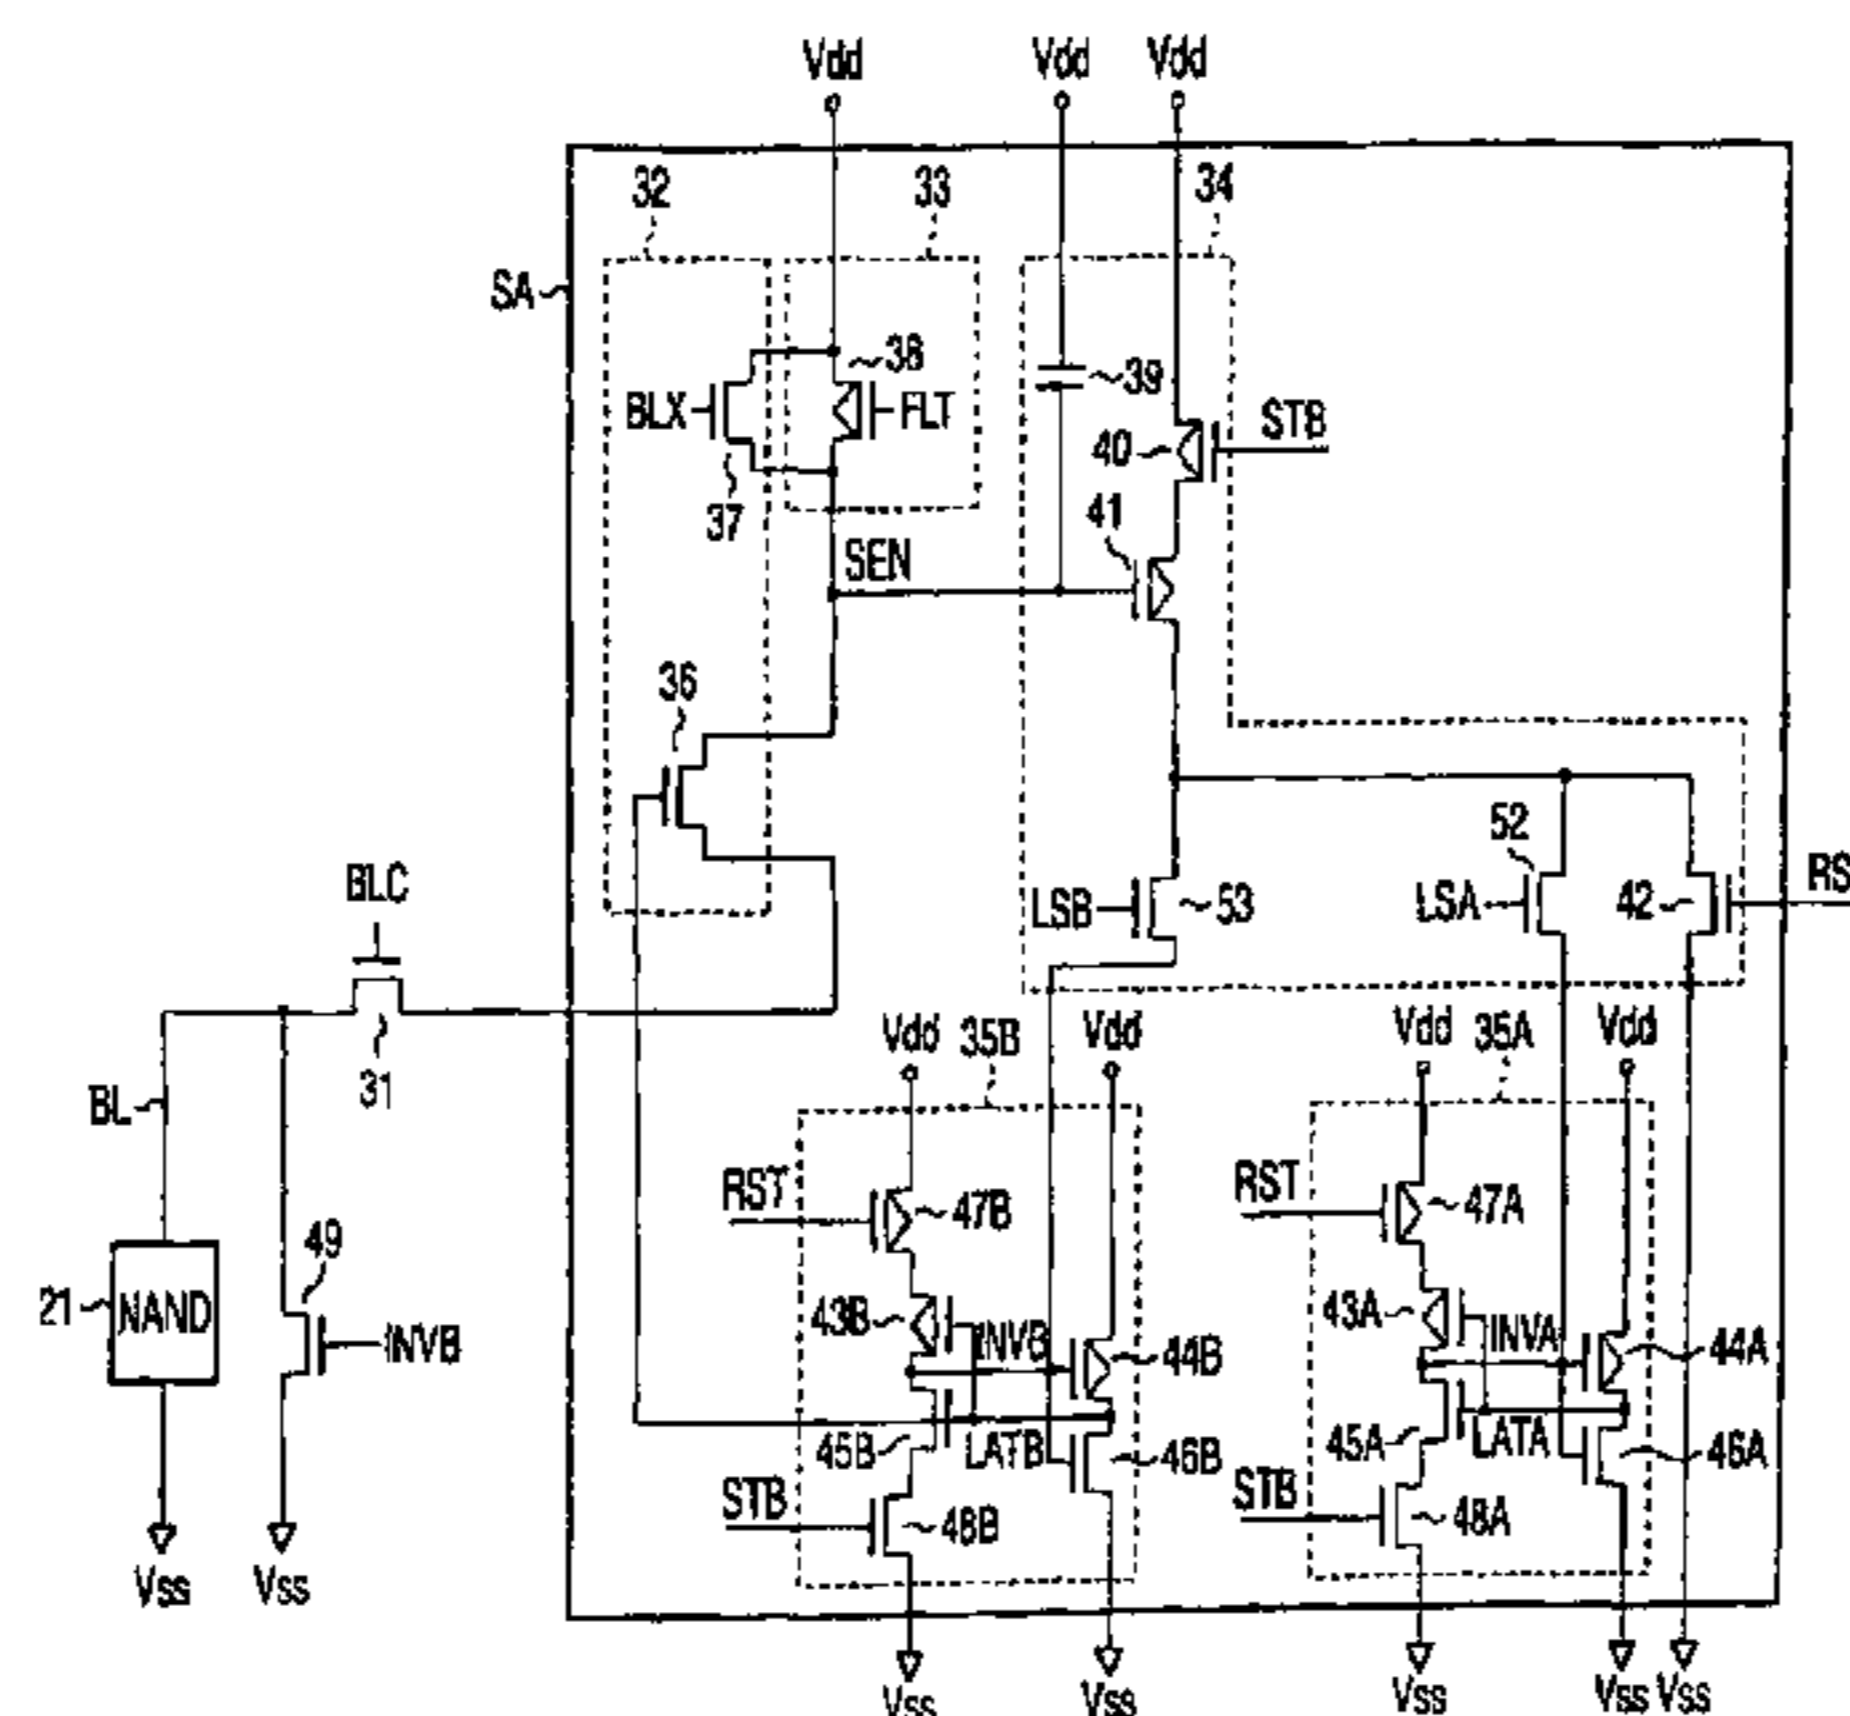 Vdd Vdd Vdd
32 33 34
SA
38
39
BLX FLT
STB
40
37
41
SEN
36
52
BLC
LSB 53 LSA 42 RS
31
Vdd 35B Vdd Vdd 35A Vdd
BL
RST 47B RST 47A
49
21 NAND
43B INVB 44B 43A INVA 44A
INVB
45B LATB 46B 45A LATA 46A
STB 48B STB 48A
Vss Vss
Vss Vss Vss Vss Vss